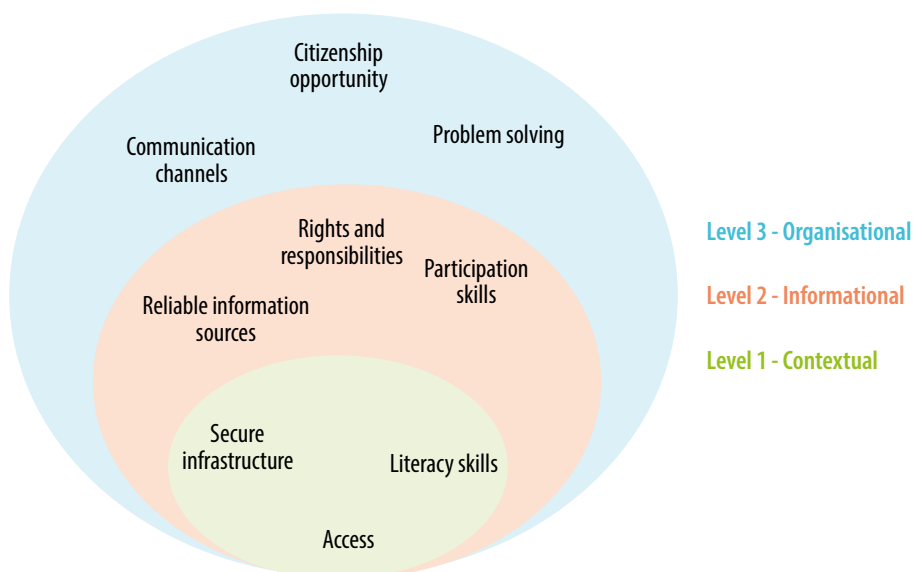 Citizenship
opportunity
Problem solving
Communication
channels
Rights and
responsibilities
Participation
skills
Reliable information
sources
Secure
infrastructure
Literacy skills
Access
Level 3 - Organisational
Level 2 - Informational
Level 1 - Contextual